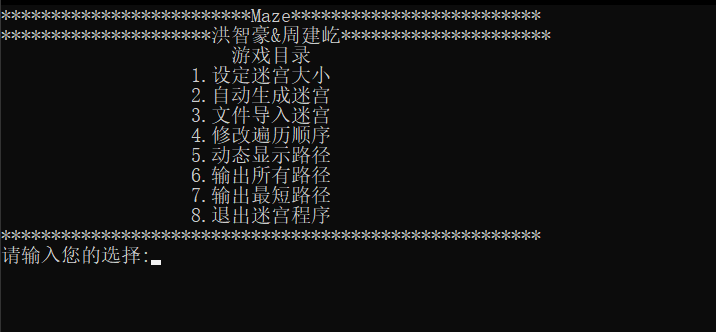 *************************Maze*************************
*********************洪智豪&周建屹*********************
游戏目录
1.设定迷宫大小
2.自动生成迷宫
3.文件导入迷宫
4.修改遍历顺序
5.动态显示路径
6.输出所有路径
7.输出最短路径
8.退出迷宫程序
******************************************************
请输入您的选择: